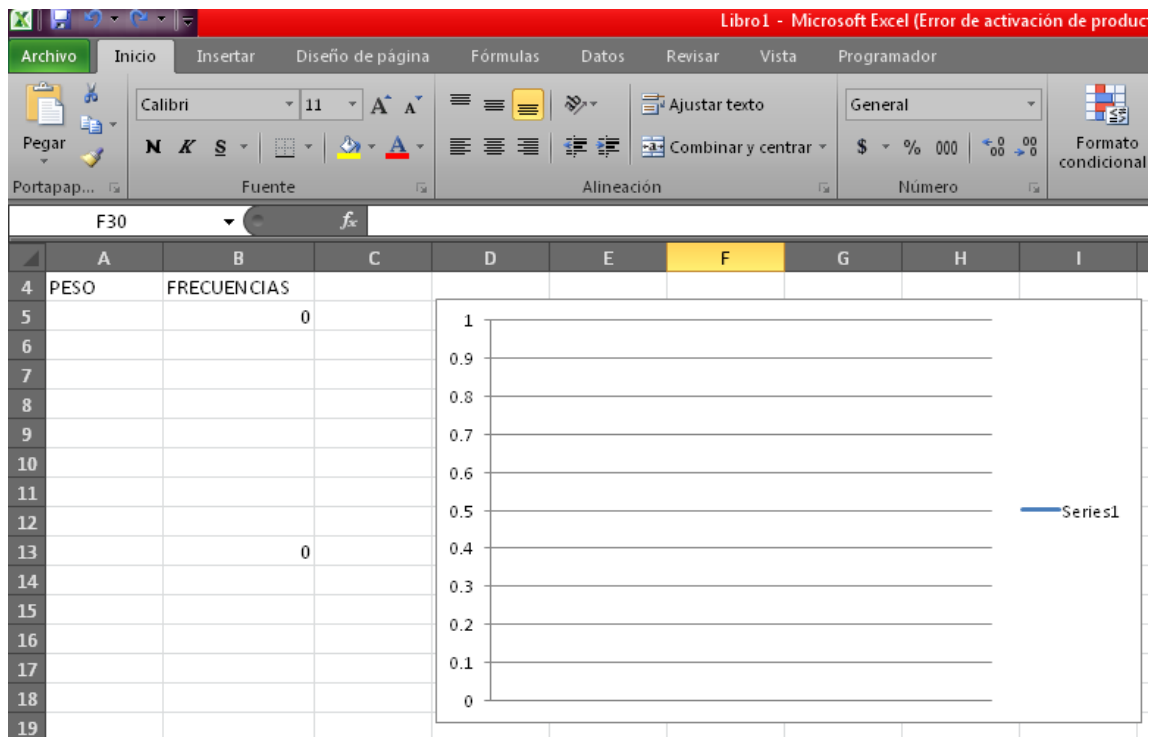 Libro1 - Microsoft Excel (Error de activación de produc
Archivo Inicio Insertar Diseño de página Fórmulas Datos Revisar Vista Programador
Calibri 11 A A Ajustar texto General
Pegar N K S A Combinar y centrar $ % 000 Formato condicional
Portapap... Fuente Alineación Número
F30 fx
A B C D E F G H I
4 PESO FRECUENCIAS
5 0
6
7
8
9
10
11
12
13 0
14
15
16
17
18
19
1
0.9
0.8
0.7
0.6
0.5
0.4
0.3
0.2
0.1
0
Series1